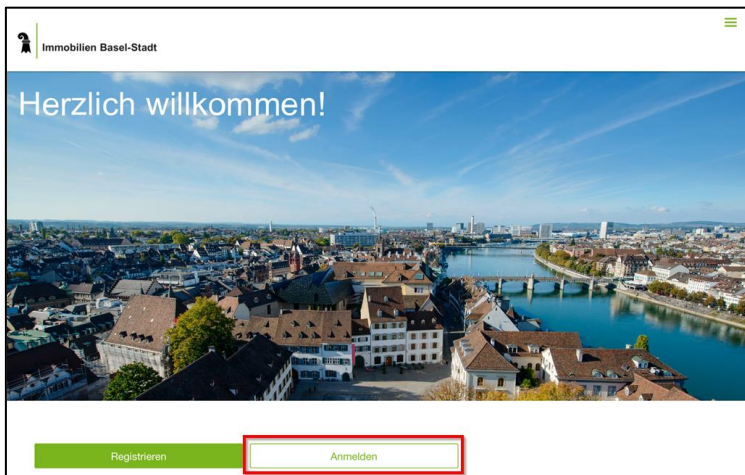 Immobilien Basel-Stadt
Herzlich willkommen!
Registrieren
Anmelden